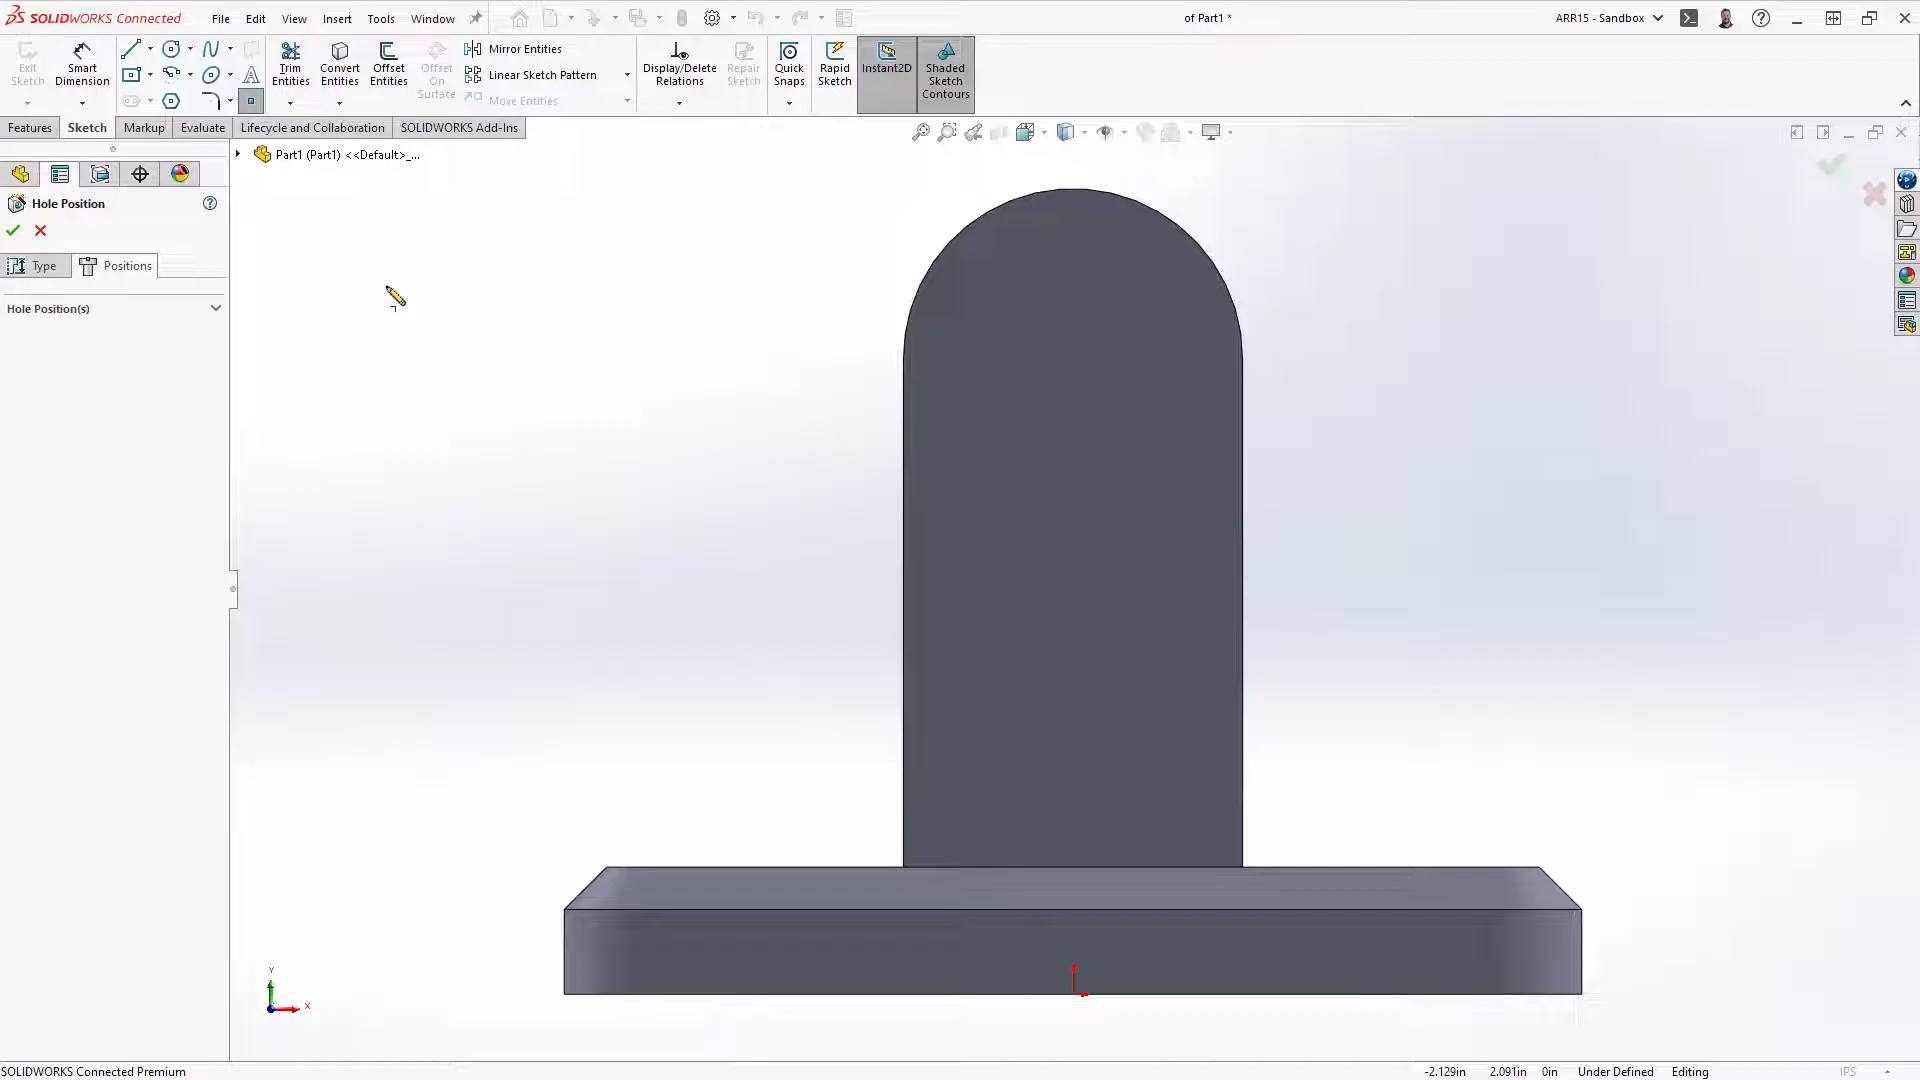 SOLIDWORKS Connected
File Edit View Insert Tools Window
of Part1 *
ARR15 - Sandbox
Exit Sketch
Smart Dimension
Trim Entities
Convert Entities
Offset Entities
Offset On Surface
Mirror Entities
Linear Sketch Pattern
Move Entities
Display/Delete Relations
Repair Sketch
Quick Snaps
Rapid Sketch
Instant2D
Shaded Sketch Contours
Features Sketch Markup Evaluate Lifecycle and Collaboration SOLIDWORKS Add-Ins
Part1 (Part1) <<Default>_...
Hole Position
Type Positions
Hole Position(s)
Y
X
SOLIDWORKS Connected Premium
-2.129in 2.091in 0in Under Defined Editing IPS